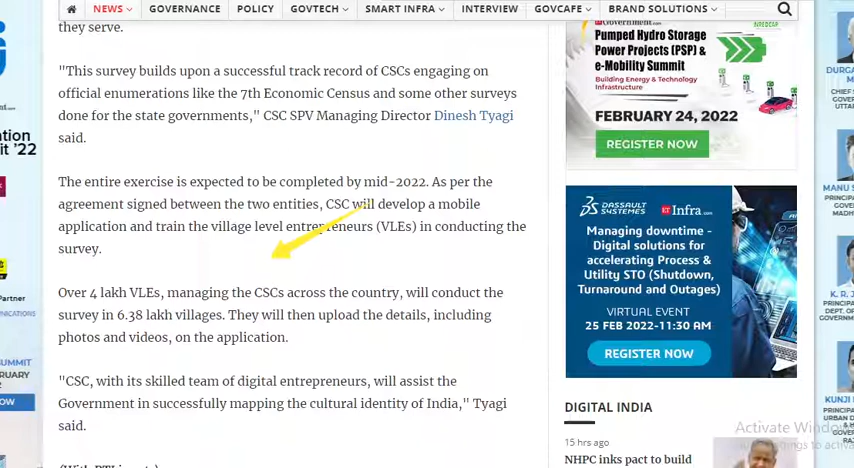 NEWS
GOVERNANCE
POLICY
GOVTECH
SMART INFRA
INTERVIEW
GOVCAFE
BRAND SOLUTIONS
they serve.
"This survey builds upon a successful track record of CSCs engaging on
official enumerations like the 7th Economic Census and some other surveys
done for the state governments," CSC SPV Managing Director Dinesh Tyagi
said.
The entire exercise is expected to be completed by mid-2022. As per the
agreement signed between the two entities, CSC will develop a mobile
application and train the village level entrepreneurs (VLEs) in conducting the
survey.
Over 4 lakh VLEs, managing the CSCs across the country, will conduct the
survey in 6.38 lakh villages. They will then upload the details, including
photos and videos, on the application.
"CSC, with its skilled team of digital entrepreneurs, will assist the
Government in successfully mapping the cultural identity of India," Tyagi
said.
Pumped Hydro Storage
Power Projects (PSP) &
e-Mobility Summit
Building Energy & Technology
Infrastructure
FEBRUARY 24, 2022
REGISTER NOW
DASSAULT
SYSTEMES
ET Infra.com
Managing downtime -
Digital solutions for
accelerating Process &
Utility STO (Shutdown,
Turnaround and Outages)
VIRTUAL EVENT
25 FEB 2022-11:30 AM
REGISTER NOW
DIGITAL INDIA
15 hrs ago
NHPC inks pact to build
Activate Windo
MANU S
K. R. J
KUNJI